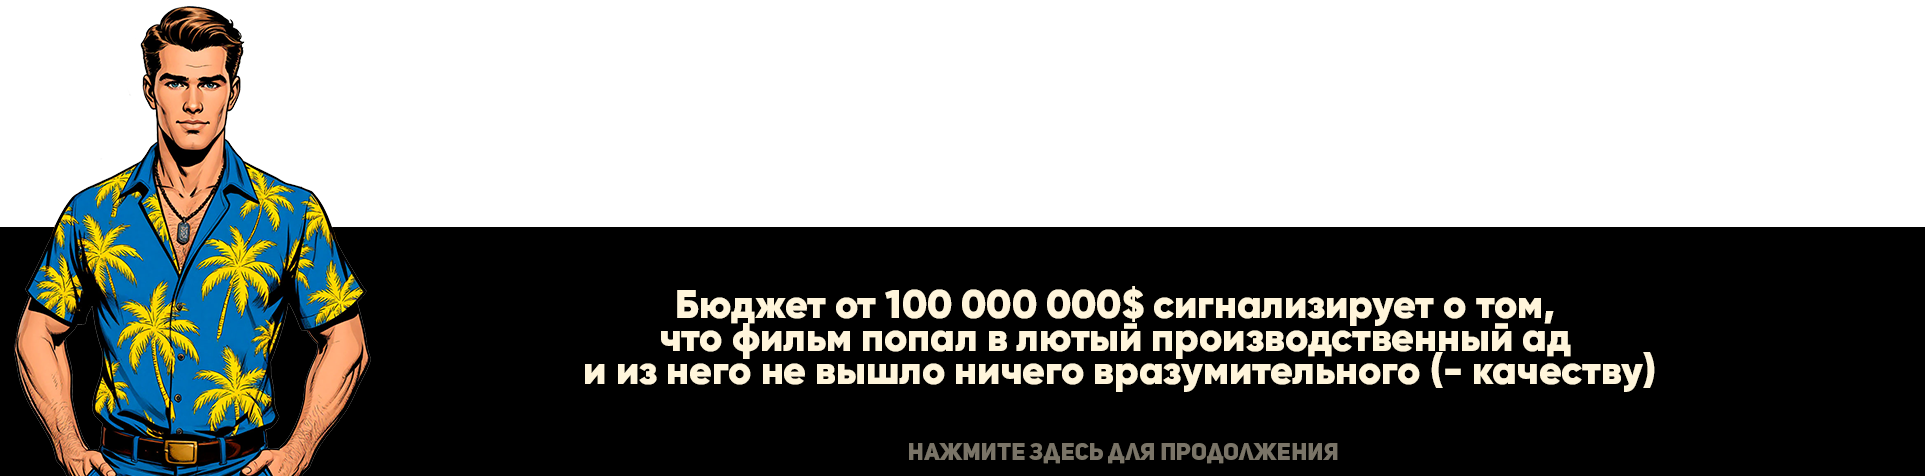 Бюджет от 100 000 000$ сигнализирует о том,
что фильм попал в лютый производственный ад
и из него не вышло ничего вразумительного (- качеству)
НАЖМИТЕ ЗДЕСЬ ДЛЯ ПРОДОЛЖЕНИЯ